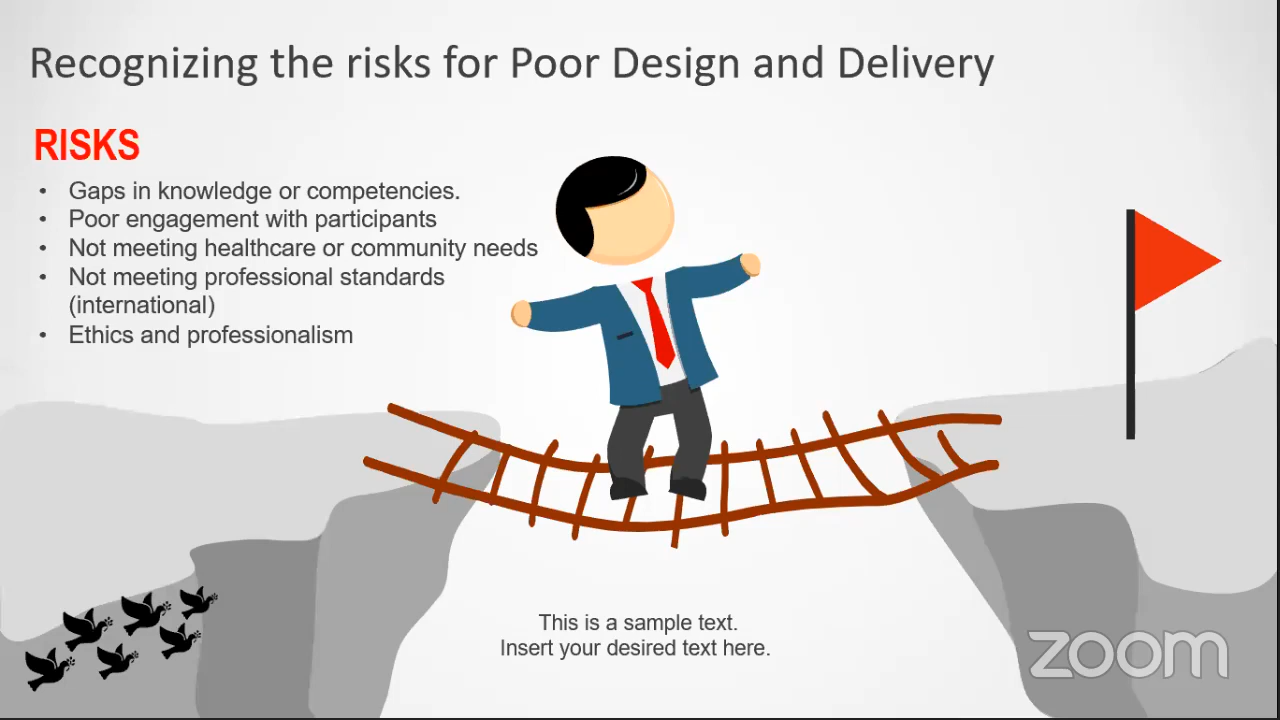 Recognizing the risks for Poor Design and Delivery
RISKS
• Gaps in knowledge or competencies.
• Poor engagement with participants
• Not meeting healthcare or community needs
• Not meeting professional standards
(international)
• Ethics and professionalism
This is a sample text.
Insert your desired text here.
zoom